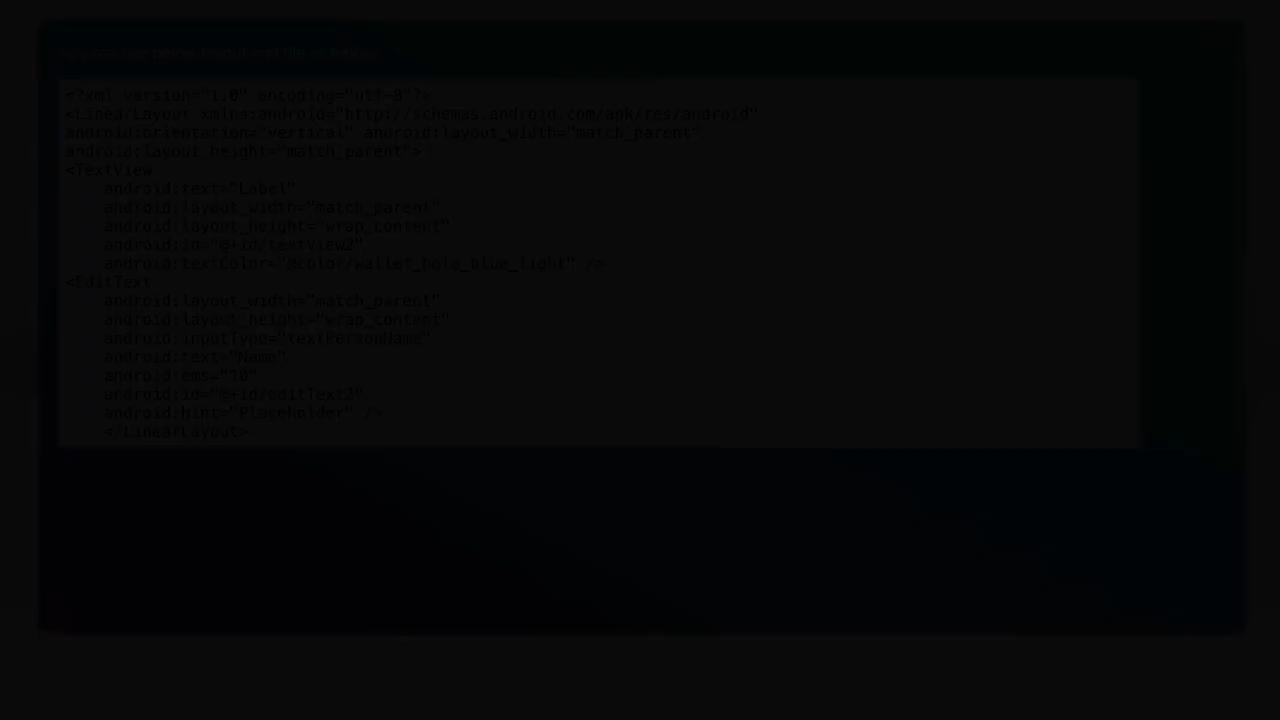 <?xml version="1.0" encoding="utf-8"?>
<LinearLayout xmlns:android="http://schemas.android.com/apk/res/android"
android:orientation="vertical" android:layout_width="match_parent"
android:layout_height="match_parent">
<TextView
android:text="Label"
android:layout_width="match_parent"
android:layout_height="wrap_content"
android:id="@+id/textView2"
android:textColor="@color/wallet_holo_blue_light" />
<EditText
android:layout_width="match_parent"
android:layout_height="wrap_content"
android:inputType="textPersonName"
android:text="Name"
android:ems="10"
android:id="@+id/editText2"
android:hint="Placeholder" />
</LinearLayout>